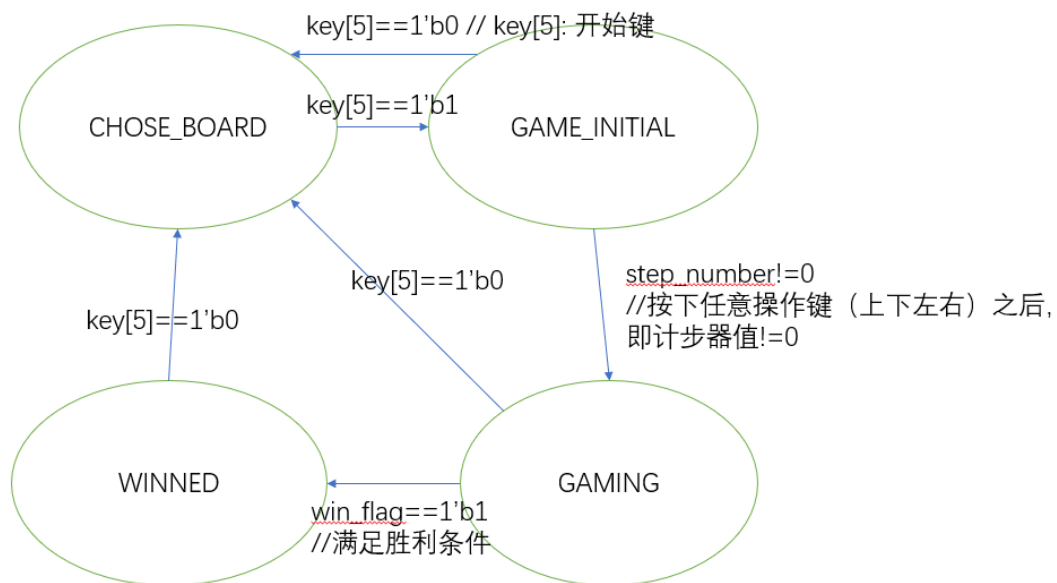 key[5]==1'b0 // key[5]: 开始键
CHOSE_BOARD
key[5]==1'b1
GAME_INITIAL
key[5]==1'b0
key[5]==1'b0
step_number!=0
//按下任意操作键（上下左右）之后，
即计步器值!=0
WINNED
win_flag==1'b1
//满足胜利条件
GAMING